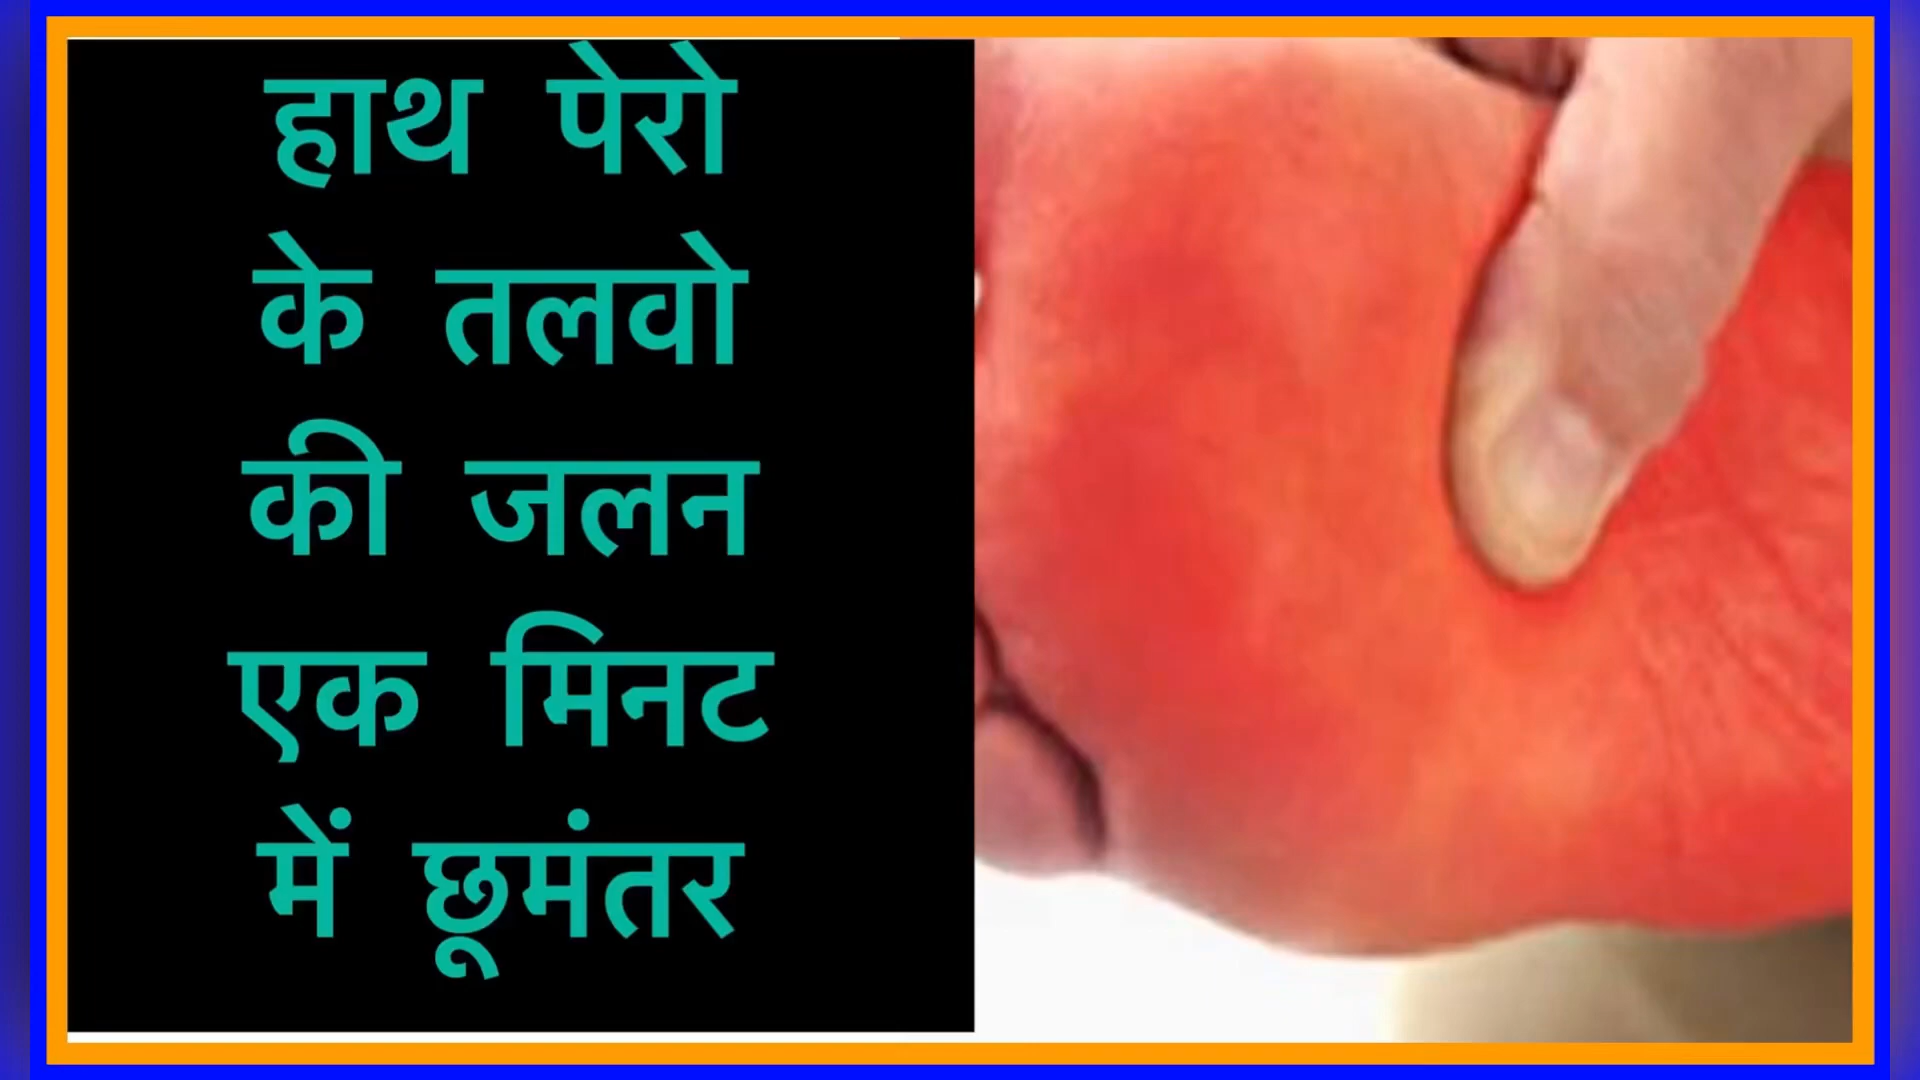 हाथ पेरो
के तलवो
की जलन
एक मिनट
में छूमंतर